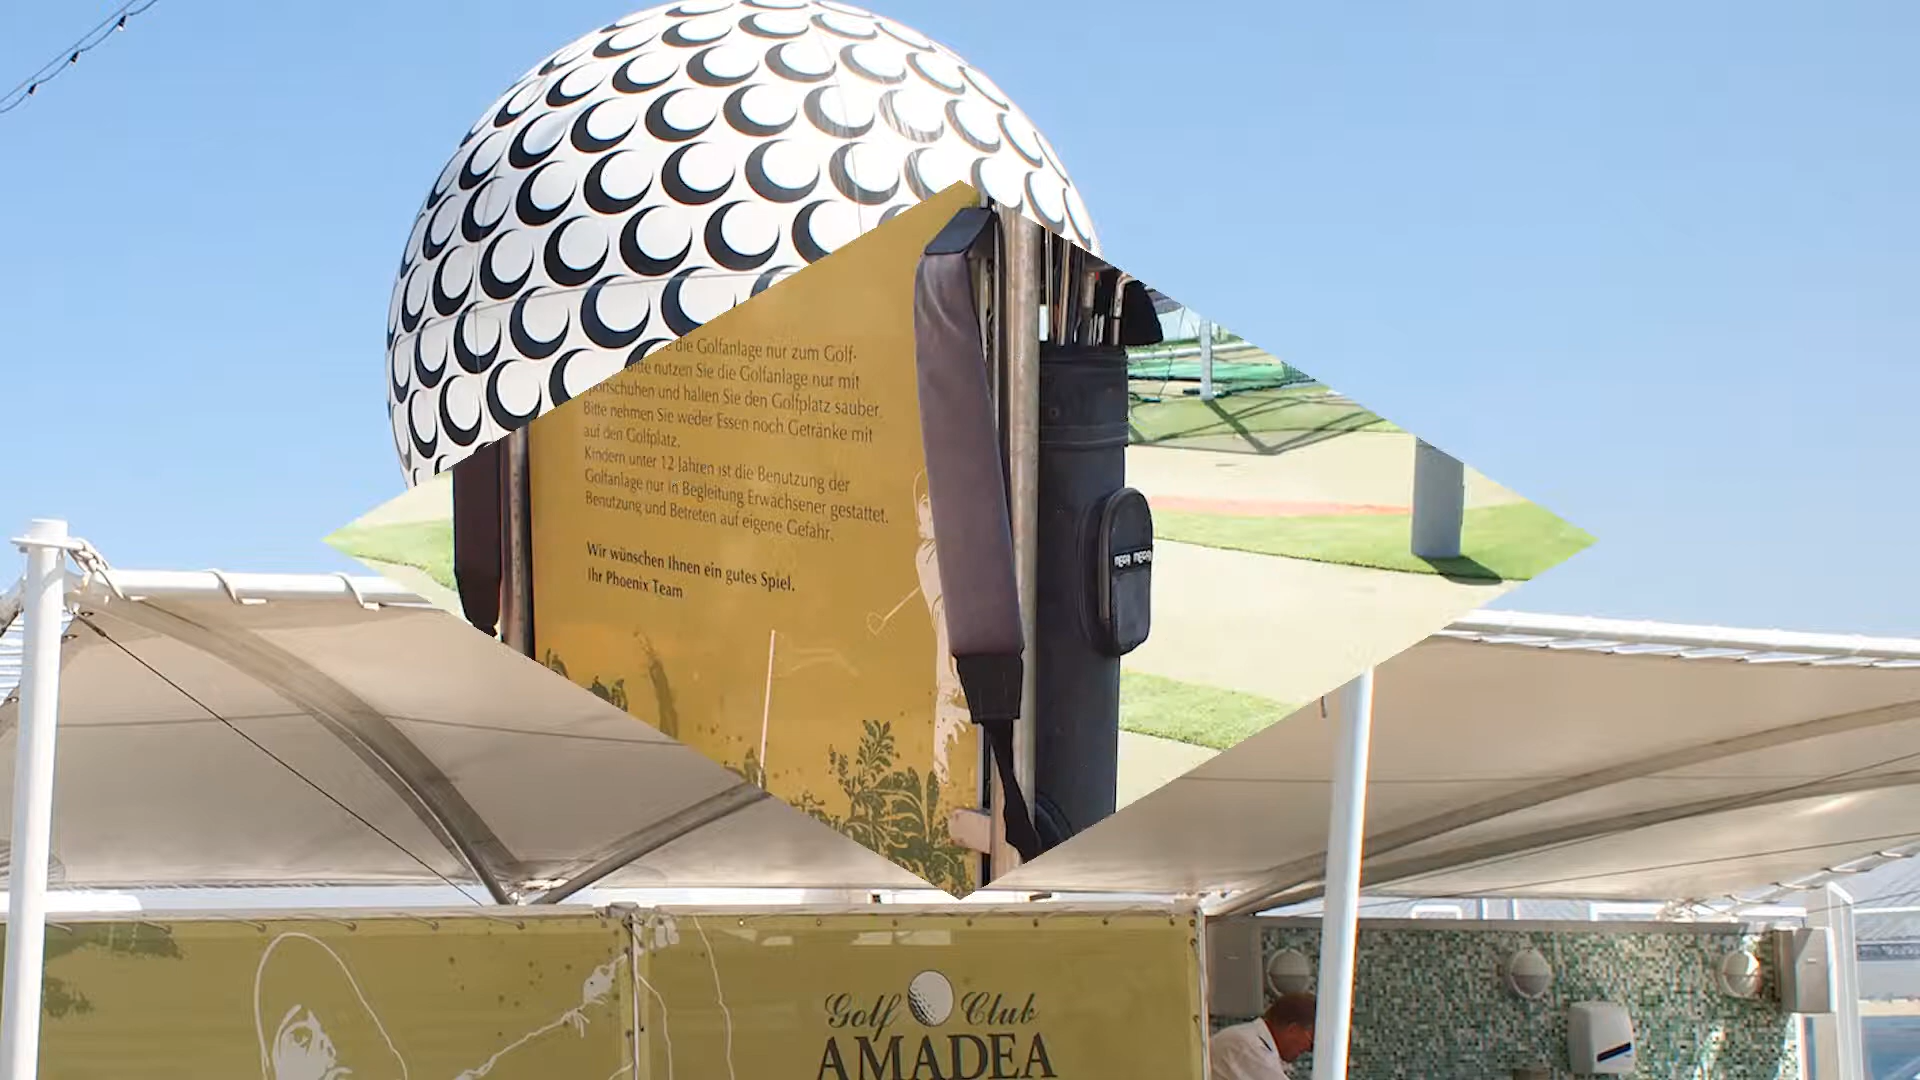 die Golfanlage nur zum Golf-
Bitte nutzen Sie die Golfanlage nur mit
Sportschuhen und halten Sie den Golfplatz sauber.
Bitte nehmen Sie weder Essen noch Getränke mit
auf den Golfplatz.
Kindern unter 12 Jahren ist die Benutzung der
Golfanlage nur in Begleitung Erwachsener gestattet.
Benutzung und Betreten auf eigene Gefahr.
Wir wünschen Ihnen ein gutes Spiel.
Ihr Phoenix Team
Golf Club
AMADEA